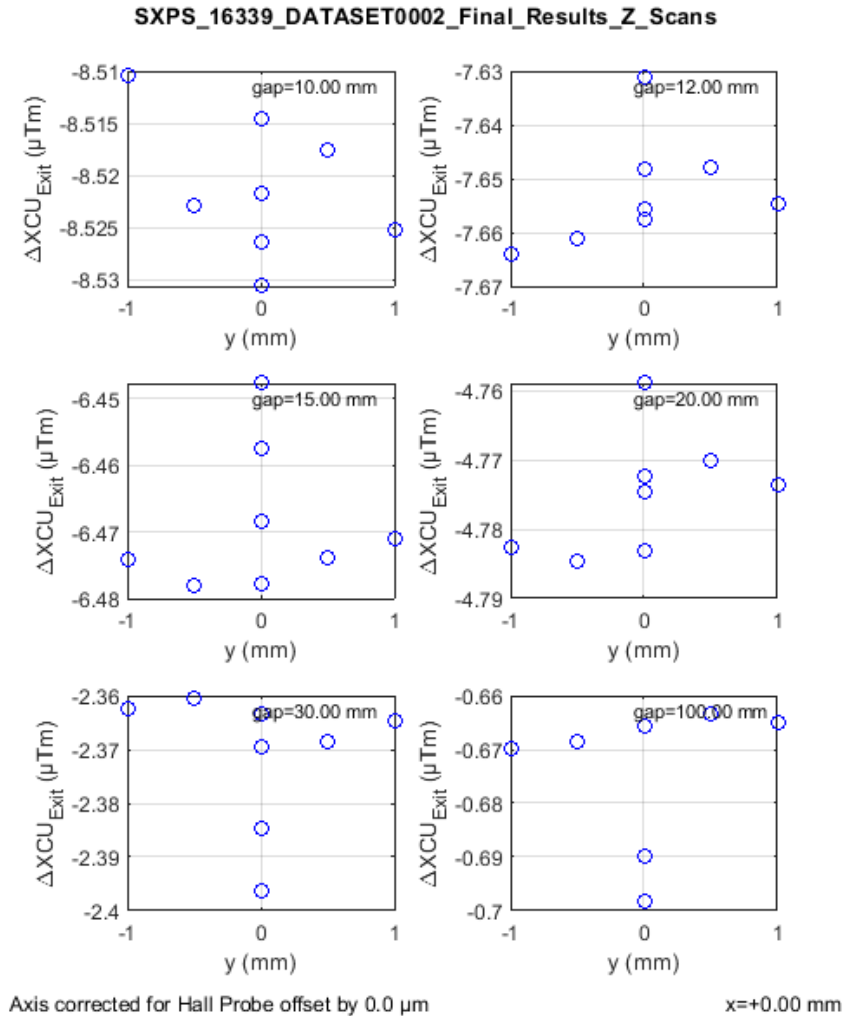 SXPS_16339_DATASET0002_Final_Results_Z_Scans
gap=10.00 mm
-8.51
-8.515
-8.52
-8.525
-8.53
ΔXCU_Exit (μTm)
-1 0 1
y (mm)
gap=12.00 mm
-7.63
-7.64
-7.65
-7.66
-7.67
ΔXCU_Exit (μTm)
-1 0 1
y (mm)
gap=15.00 mm
-6.45
-6.46
-6.47
-6.48
ΔXCU_Exit (μTm)
-1 0 1
y (mm)
gap=20.00 mm
-4.76
-4.77
-4.78
-4.79
ΔXCU_Exit (μTm)
-1 0 1
y (mm)
gap=30.00 mm
-2.36
-2.37
-2.38
-2.39
-2.4
ΔXCU_Exit (μTm)
-1 0 1
y (mm)
gap=100.00 mm
-0.66
-0.67
-0.68
-0.69
-0.7
ΔXCU_Exit (μTm)
-1 0 1
y (mm)
Axis corrected for Hall Probe offset by 0.0 μm
x=+0.00 mm